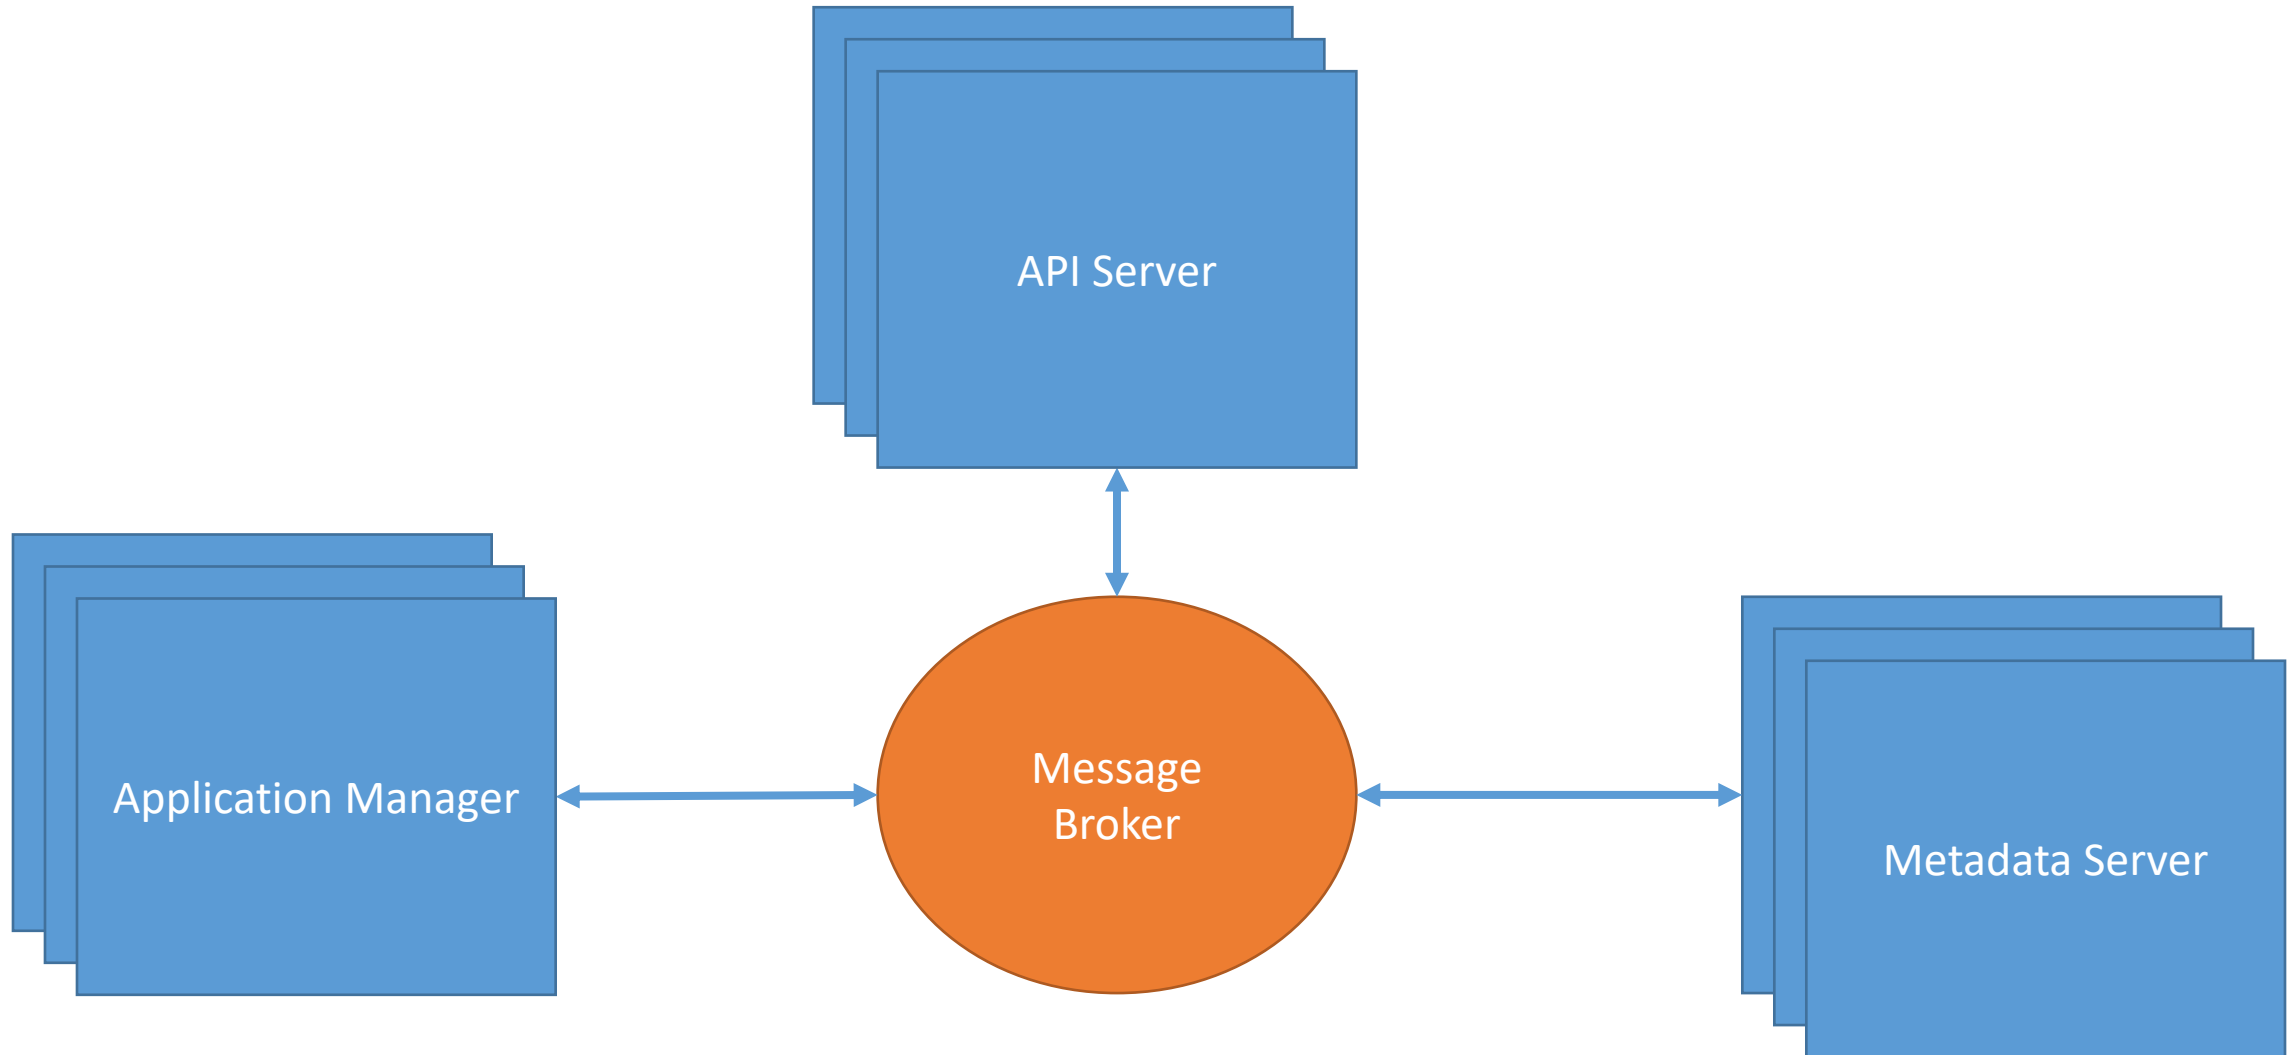 API Server
Application Manager
Message
Broker
Metadata Server